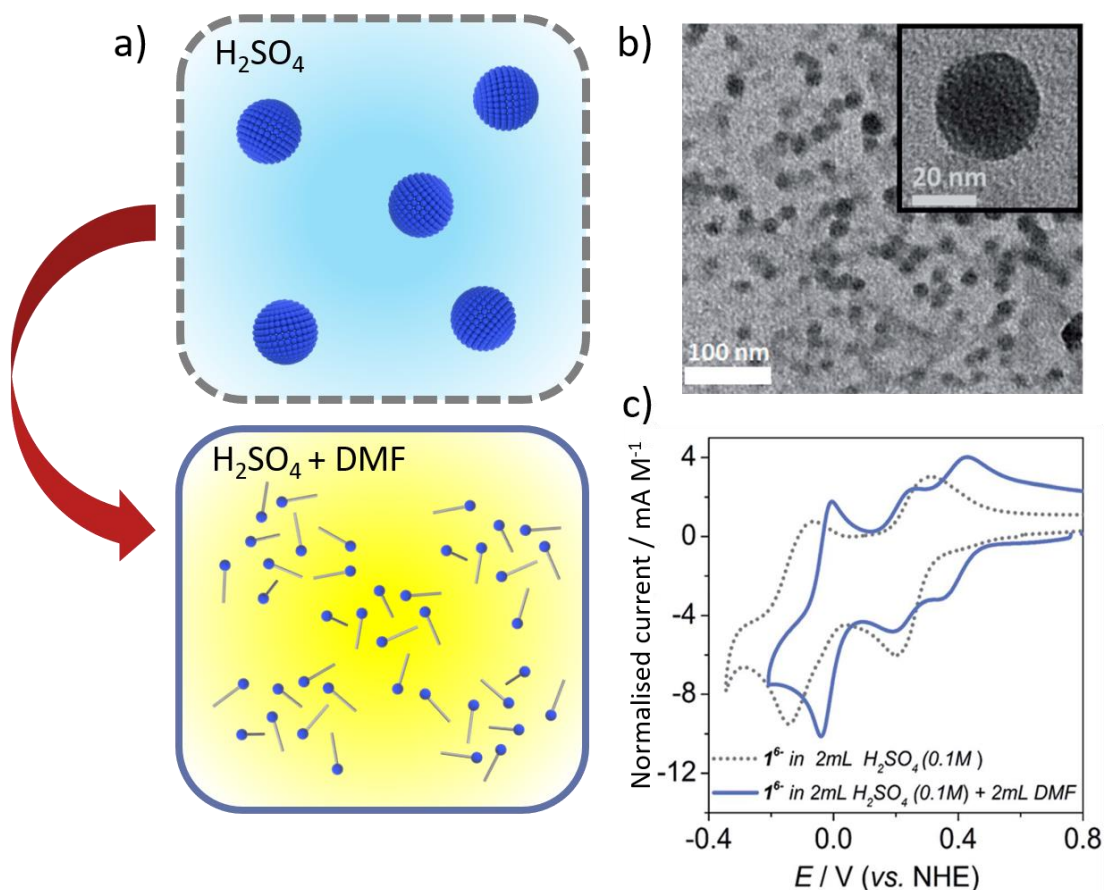 a)
H₂SO₄
H₂SO₄ + DMF
b)
20 nm
100 nm
c)
Normalised current / mA M⁻¹
4
0
-4
-8
-12
1⁶⁻ in 2mL H₂SO₄ (0.1M)
1⁶⁻ in 2mL H₂SO₄ (0.1M) + 2mL DMF
-0.4
0.0
0.4
0.8
E / V (vs. NHE)